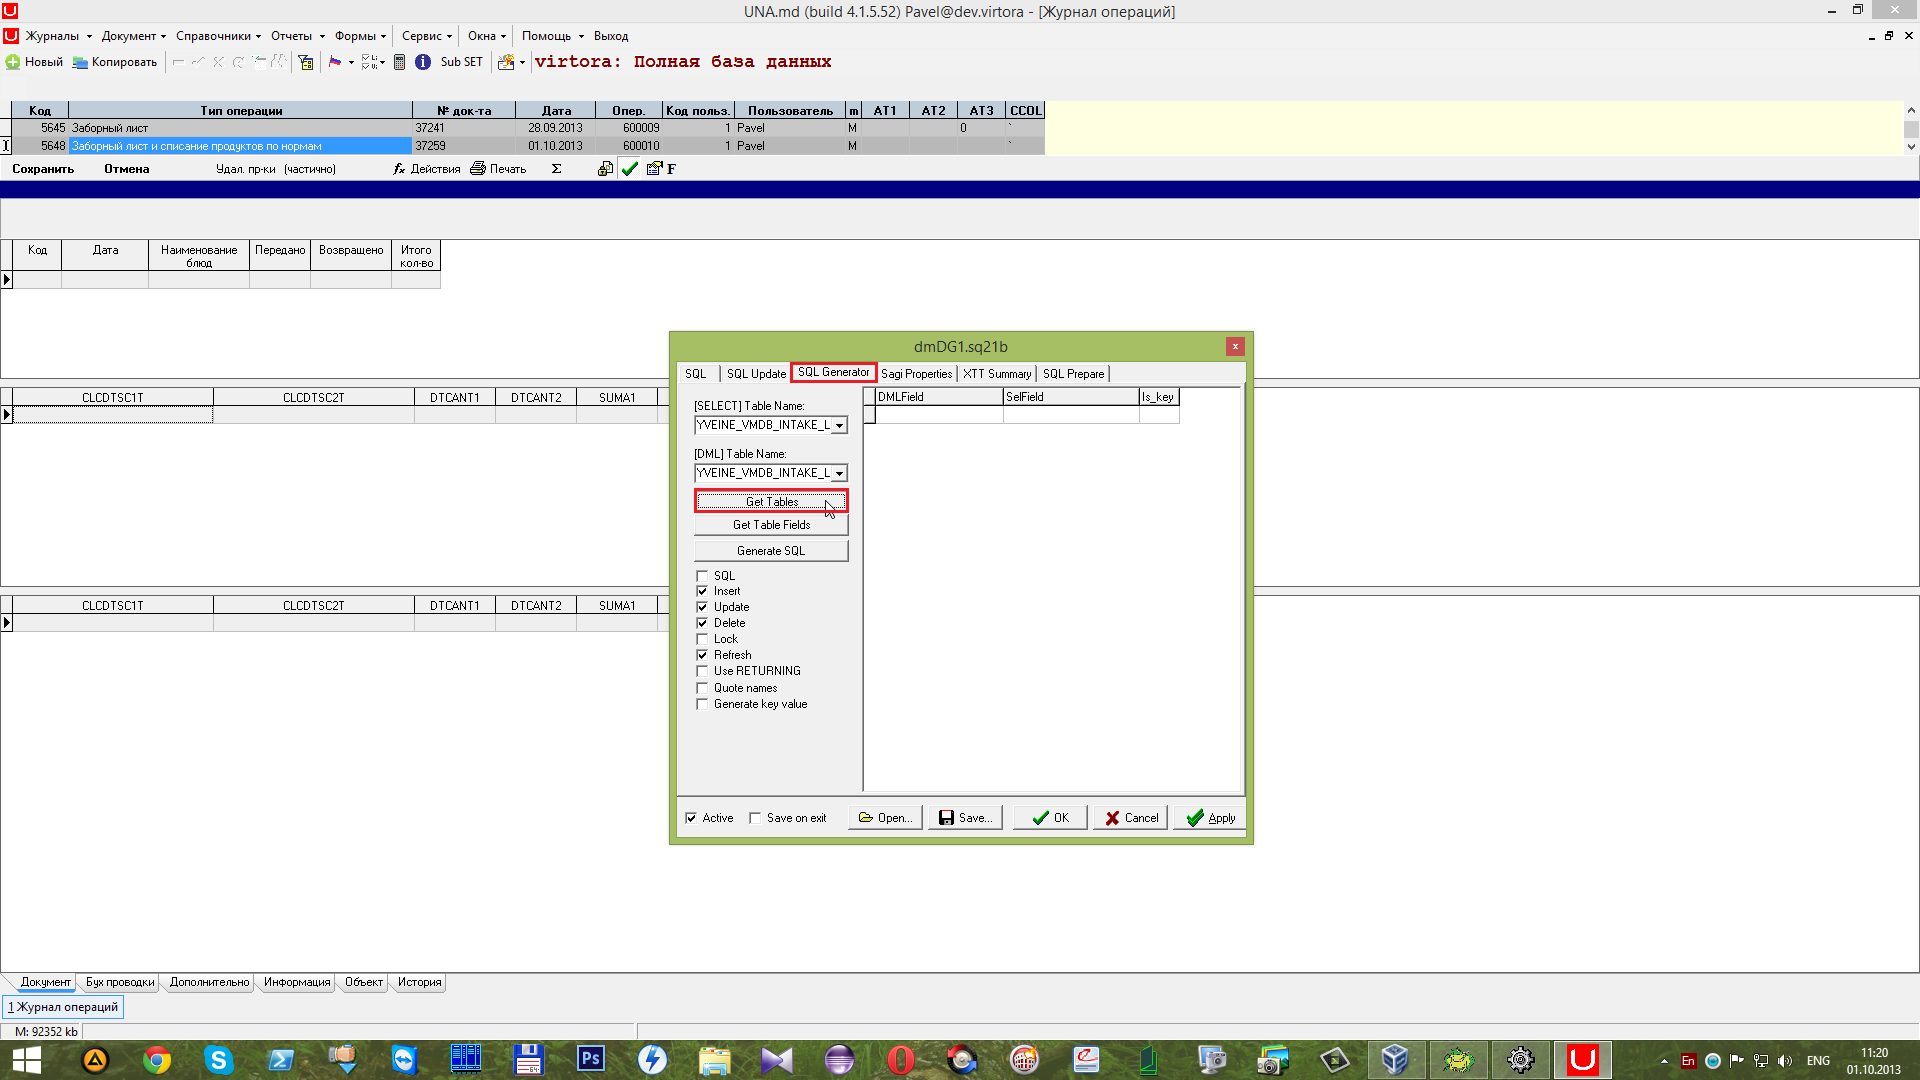 UNA.md (build 4.1.5.52) Pavel@dev.virtora - [Журнал операций]
Журналы Документ Справочники Отчеты Формы Сервис Окна Помощь Выход
Новый Копировать Sub SET virtora: Полная база данных
Код Тип операции № док-та Дата Опер. Код польз. Пользователь m AT1 AT2 AT3 CCOL
5645 Заборный лист 37241 28.09.2013 600009 1 Pavel M 0 `
5648 Заборный лист и списание продуктов по нормам 37259 01.10.2013 600010 1 Pavel M `
Сохранить Отмена Удал. пр-ки (частично) fx Действия Печать Σ F
Код Дата Наименование блюд Передано Возвращено Итого кол-во
CLCDTSC1T CLCDTSC2T DTCANT1 DTCANT2 SUMA1
CLCDTSC1T CLCDTSC2T DTCANT1 DTCANT2 SUMA1
dmDG1.sq21b
SQL SQL Update SQL Generator Sagi Properties XTT Summary SQL Prepare
[SELECT] Table Name:
YVEINE_VMDB_INTAKE_L
[DML] Table Name:
YVEINE_VMDB_INTAKE_L
Get Tables
Get Table Fields
Generate SQL
SQL
Insert
Update
Delete
Lock
Refresh
Use RETURNING
Quote names
Generate key value
DMLField SelField Is_key
Active Save on exit Open... Save... OK Cancel Apply
Документ Бух проводки Дополнительно Информация Объект История
1 Журнал операций
M: 92352 kb
Ps
En ENG 11:20
01.10.2013